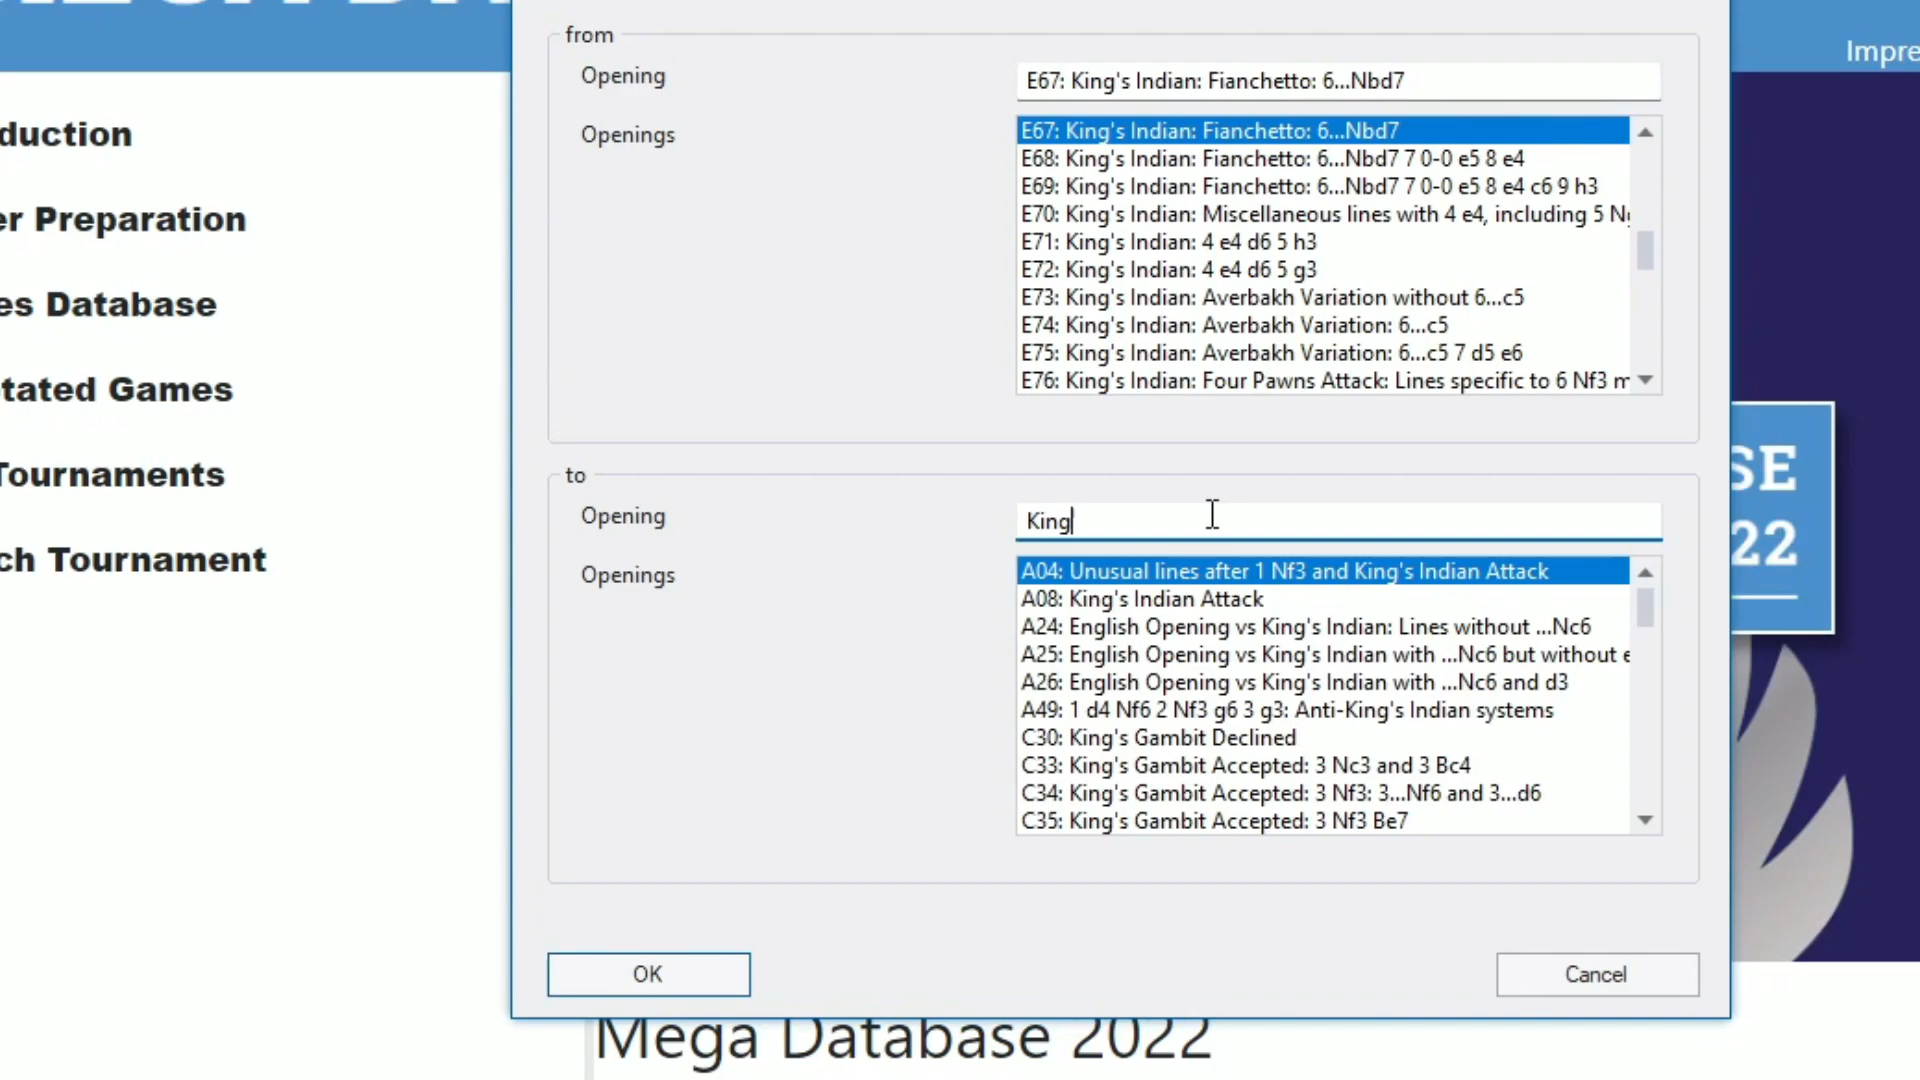 Impre
from
Opening
E67: King's Indian: Fianchetto: 6...Nbd7
Openings
E67: King's Indian: Fianchetto: 6...Nbd7
E68: King's Indian: Fianchetto: 6...Nbd7 7 0-0 e5 8 e4
E69: King's Indian: Fianchetto: 6...Nbd7 7 0-0 e5 8 e4 c6 9 h3
E70: King's Indian: Miscellaneous lines with 4 e4, including 5 Ng
E71: King's Indian: 4 e4 d6 5 h3
E72: King's Indian: 4 e4 d6 5 g3
E73: King's Indian: Averbakh Variation without 6...c5
E74: King's Indian: Averbakh Variation: 6...c5
E75: King's Indian: Averbakh Variation: 6...c5 7 d5 e6
E76: King's Indian: Four Pawns Attack: Lines specific to 6 Nf3 m
to
Opening
King
Openings
A04: Unusual lines after 1 Nf3 and King's Indian Attack
A08: King's Indian Attack
A24: English Opening vs King's Indian: Lines without ...Nc6
A25: English Opening vs King's Indian with ...Nc6 but without e
A26: English Opening vs King's Indian with ...Nc6 and d3
A49: 1 d4 Nf6 2 Nf3 g6 3 g3: Anti-King's Indian systems
C30: King's Gambit Declined
C33: King's Gambit Accepted: 3 Nc3 and 3 Bc4
C34: King's Gambit Accepted: 3 Nf3: 3...Nf6 and 3...d6
C35: King's Gambit Accepted: 3 Nf3 Be7
OK
Cancel
duction
er Preparation
es Database
tated Games
Tournaments
ch Tournament
SE
22
Mega Database 2022